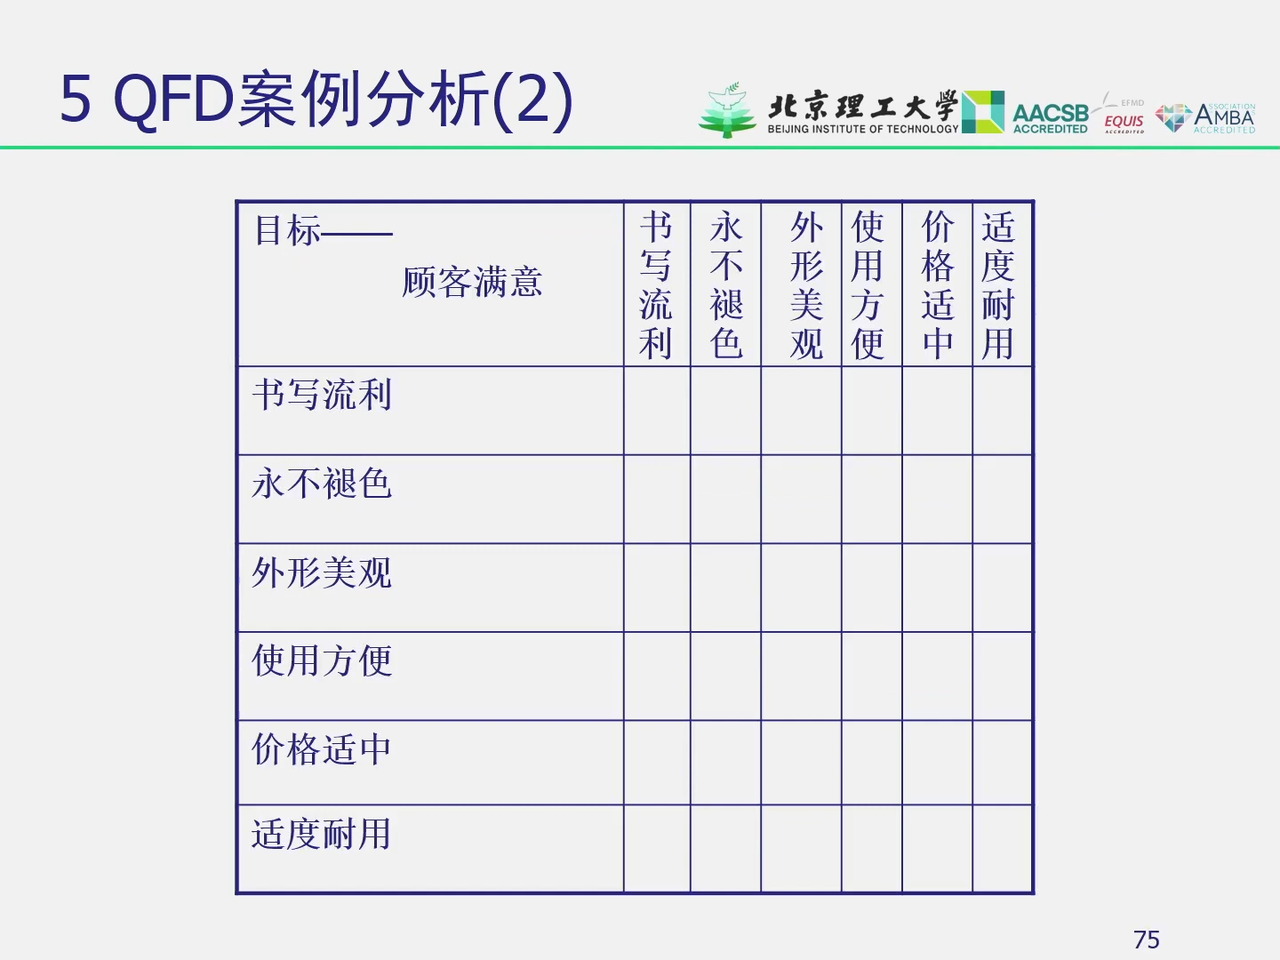 5 QFD案例分析(2)
北京理工大學
BEIJING INSTITUTE OF TECHNOLOGY
AACSB
ACCREDITED
EFMD
EQUIS
ACCREDITED
ASSOCIATION
AMBA
ACCREDITED
目标——
顾客满意
书写流利
永不褪色
外形美观
使用方便
价格适中
适度耐用
书写流利
永不褪色
外形美观
使用方便
价格适中
适度耐用
75